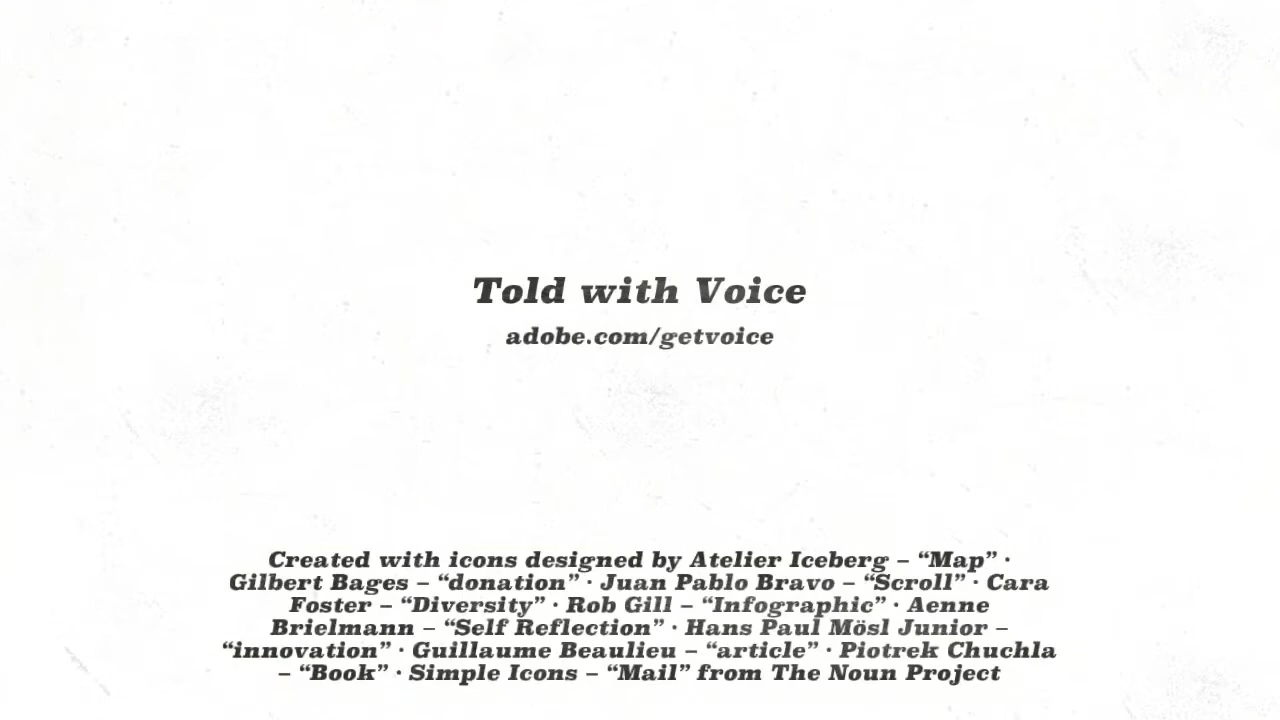 Told with Voice
adobe.com/getvoice
Created with icons designed by Atelier Iceberg – “Map” ·
Gilbert Bages – “donation” · Juan Pablo Bravo – “Scroll” · Cara
Foster – “Diversity” · Rob Gill – “Infographic” · Aenne
Brielmann – “Self Reflection” · Hans Paul Mösl Junior –
“innovation” · Guillaume Beaulieu – “article” · Piotrek Chuchla
– “Book” · Simple Icons – “Mail” from The Noun Project